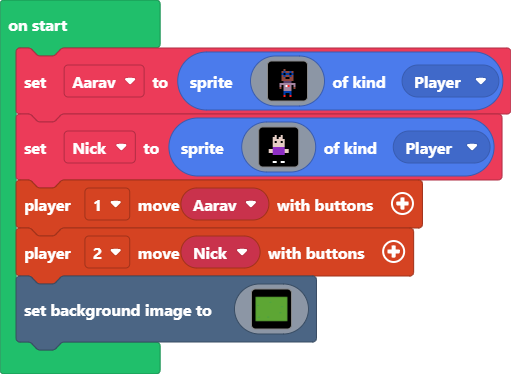 on start
set Aarav to sprite of kind Player
set Nick to sprite of kind Player
player 1 move Aarav with buttons
player 2 move Nick with buttons
set background image to